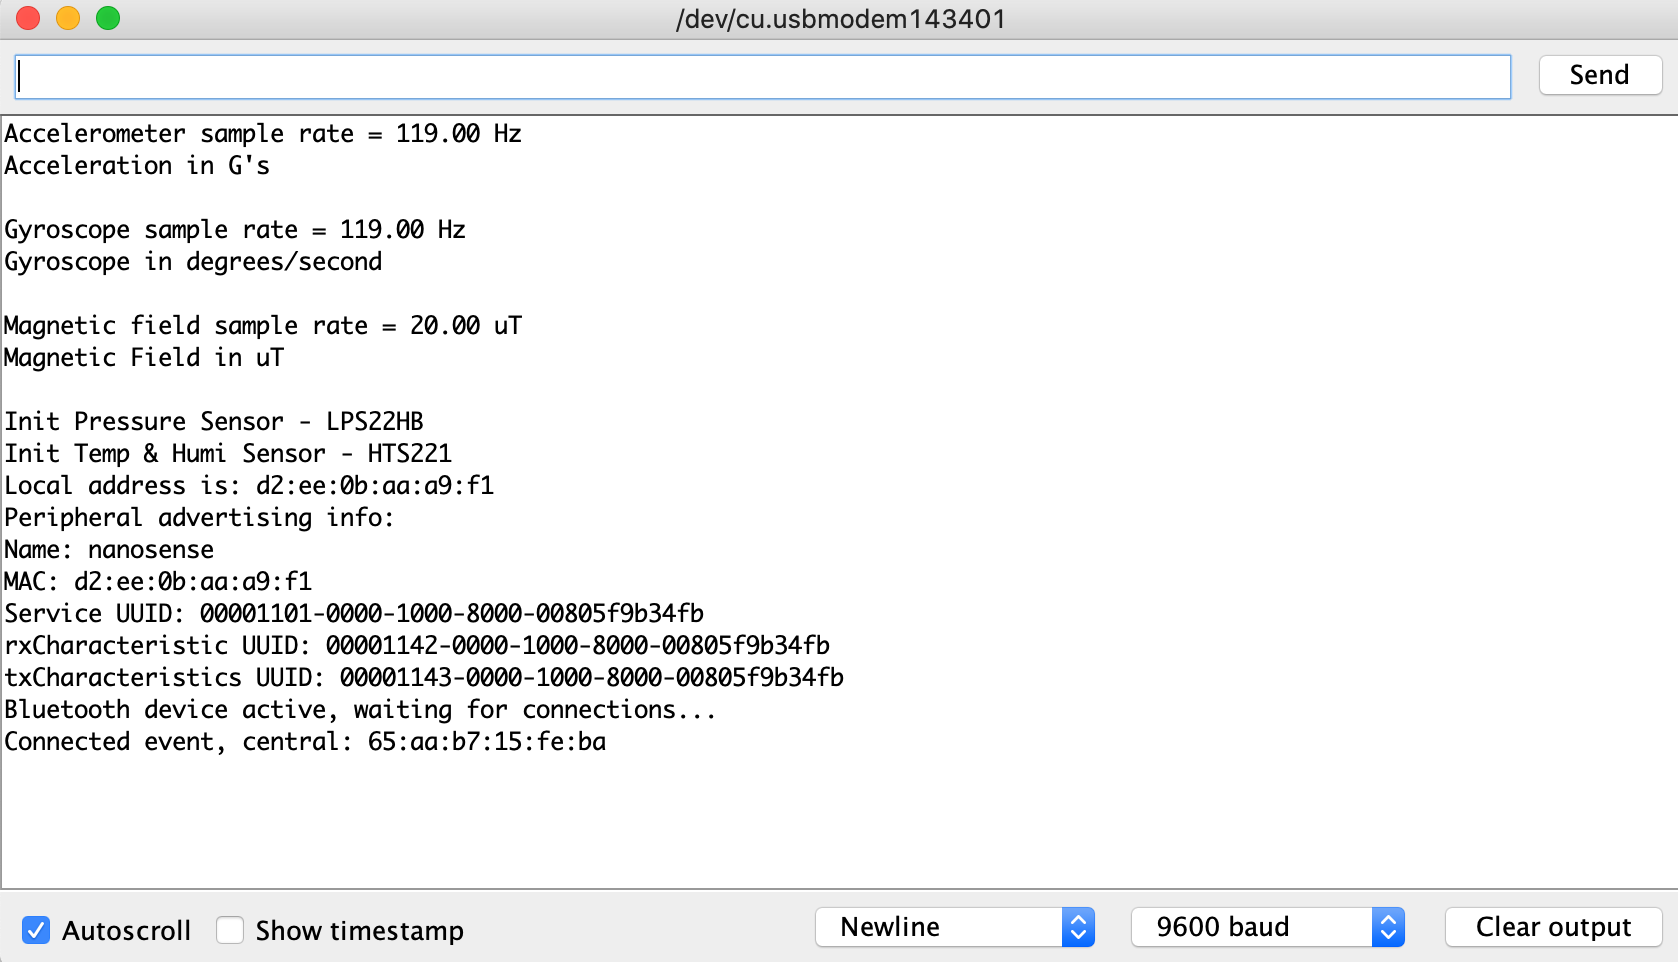 /dev/cu.usbmodem143401
Send
Accelerometer sample rate = 119.00 Hz
Acceleration in G's
Gyroscope sample rate = 119.00 Hz
Gyroscope in degrees/second
Magnetic field sample rate = 20.00 uT
Magnetic Field in uT
Init Pressure Sensor - LPS22HB
Init Temp & Humi Sensor - HTS221
Local address is: d2:ee:0b:aa:a9:f1
Peripheral advertising info:
Name: nanosense
MAC: d2:ee:0b:aa:a9:f1
Service UUID: 00001101-0000-1000-8000-00805f9b34fb
rxCharacteristic UUID: 00001142-0000-1000-8000-00805f9b34fb
txCharacteristics UUID: 00001143-0000-1000-8000-00805f9b34fb
Bluetooth device active, waiting for connections...
Connected event, central: 65:aa:b7:15:fe:ba
Autoscroll Show timestamp Newline 9600 baud Clear output